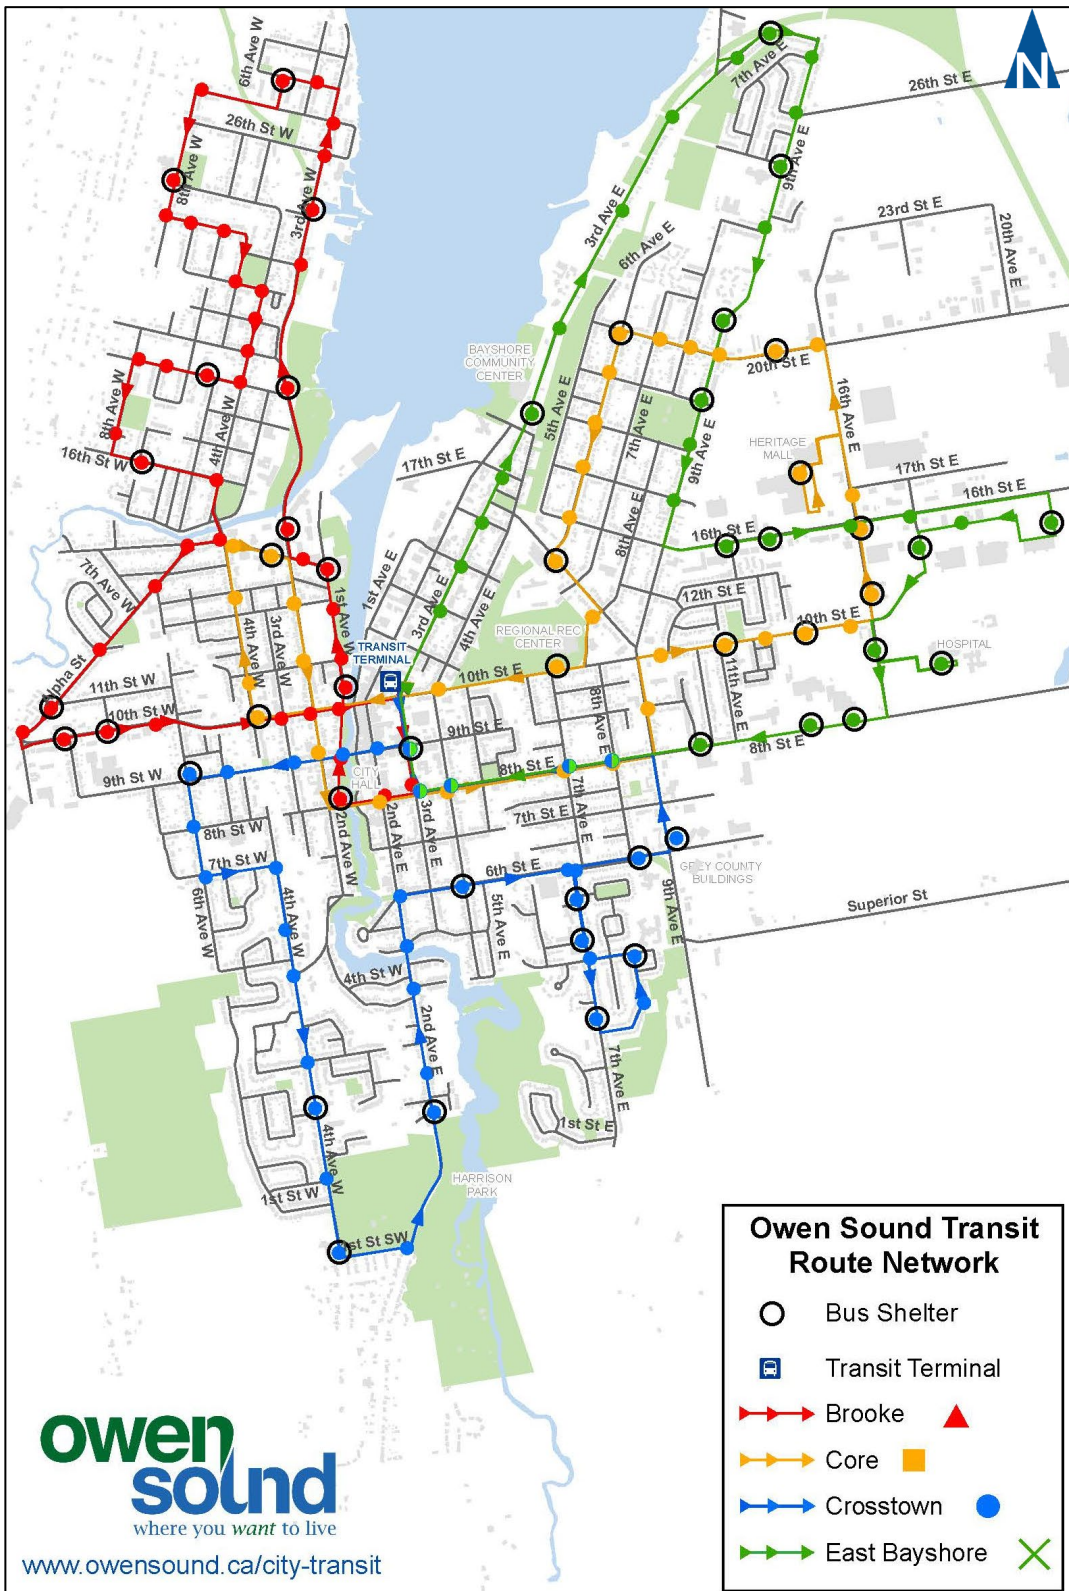 N
6th Ave W
26th St W
8th Ave W
3rd Ave W
7th Ave E
26th St E
9th Ave E
3rd Ave E
6th Ave E
23rd St E
20th Ave E
BAYSHORE
COMMUNITY
CENTER
5th Ave E
20th St E
16th Ave E
8th Ave W
4th Ave W
16th St W
7th Ave E
9th Ave E
HERITAGE
MALL
17th St E
17th St E
16th St E
16th St E
8th Ave E
7th Ave W
1st Ave E
3rd Ave E
4th Ave E
12th St E
10th St E
1st Ave W
3rd Ave W
4th Ave W
REGIONAL REC
CENTER
TRANSIT
TERMINAL
HOSPITAL
Alpha St
11th St W
10th St W
10th St E
11th Ave E
8th Ave E
9th St E
8th St E
9th St W
CITY
HALL
8th St E
7th Ave E
8th St W
2nd Ave W
2nd Ave E
3rd Ave E
7th St E
7th St W
6th St E
GREY COUNTY
BUILDINGS
6th Ave W
4th Ave W
5th Ave E
9th Ave E
Superior St
4th St W
2nd Ave E
7th Ave E
1st St E
4th Ave W
1st St W
HARRISON
PARK
1st St SW
Owen Sound Transit
Route Network
Bus Shelter
Transit Terminal
Brooke
Core
Crosstown
East Bayshore
owen
sound
where you want to live
www.owensound.ca/city-transit